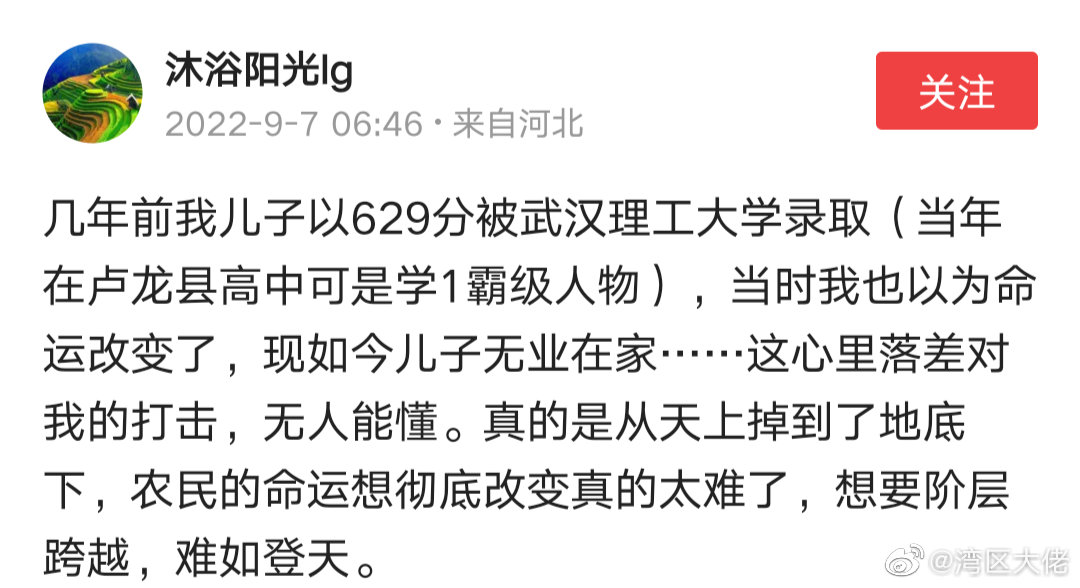 沐浴阳光lg
关注
2022-9-7 06:46·来自河北
几年前我儿子以629分被武汉理工大学录取（当年
在卢龙县高中可是学1霸级人物），当时我也以为命
运改变了，现如今儿子无业在家……这心里落差对
我的打击，无人能懂。真的是从天上掉到了地底
下，农民的命运想彻底改变真的太难了，想要阶层
跨越，难如登天。
@湾区大佬